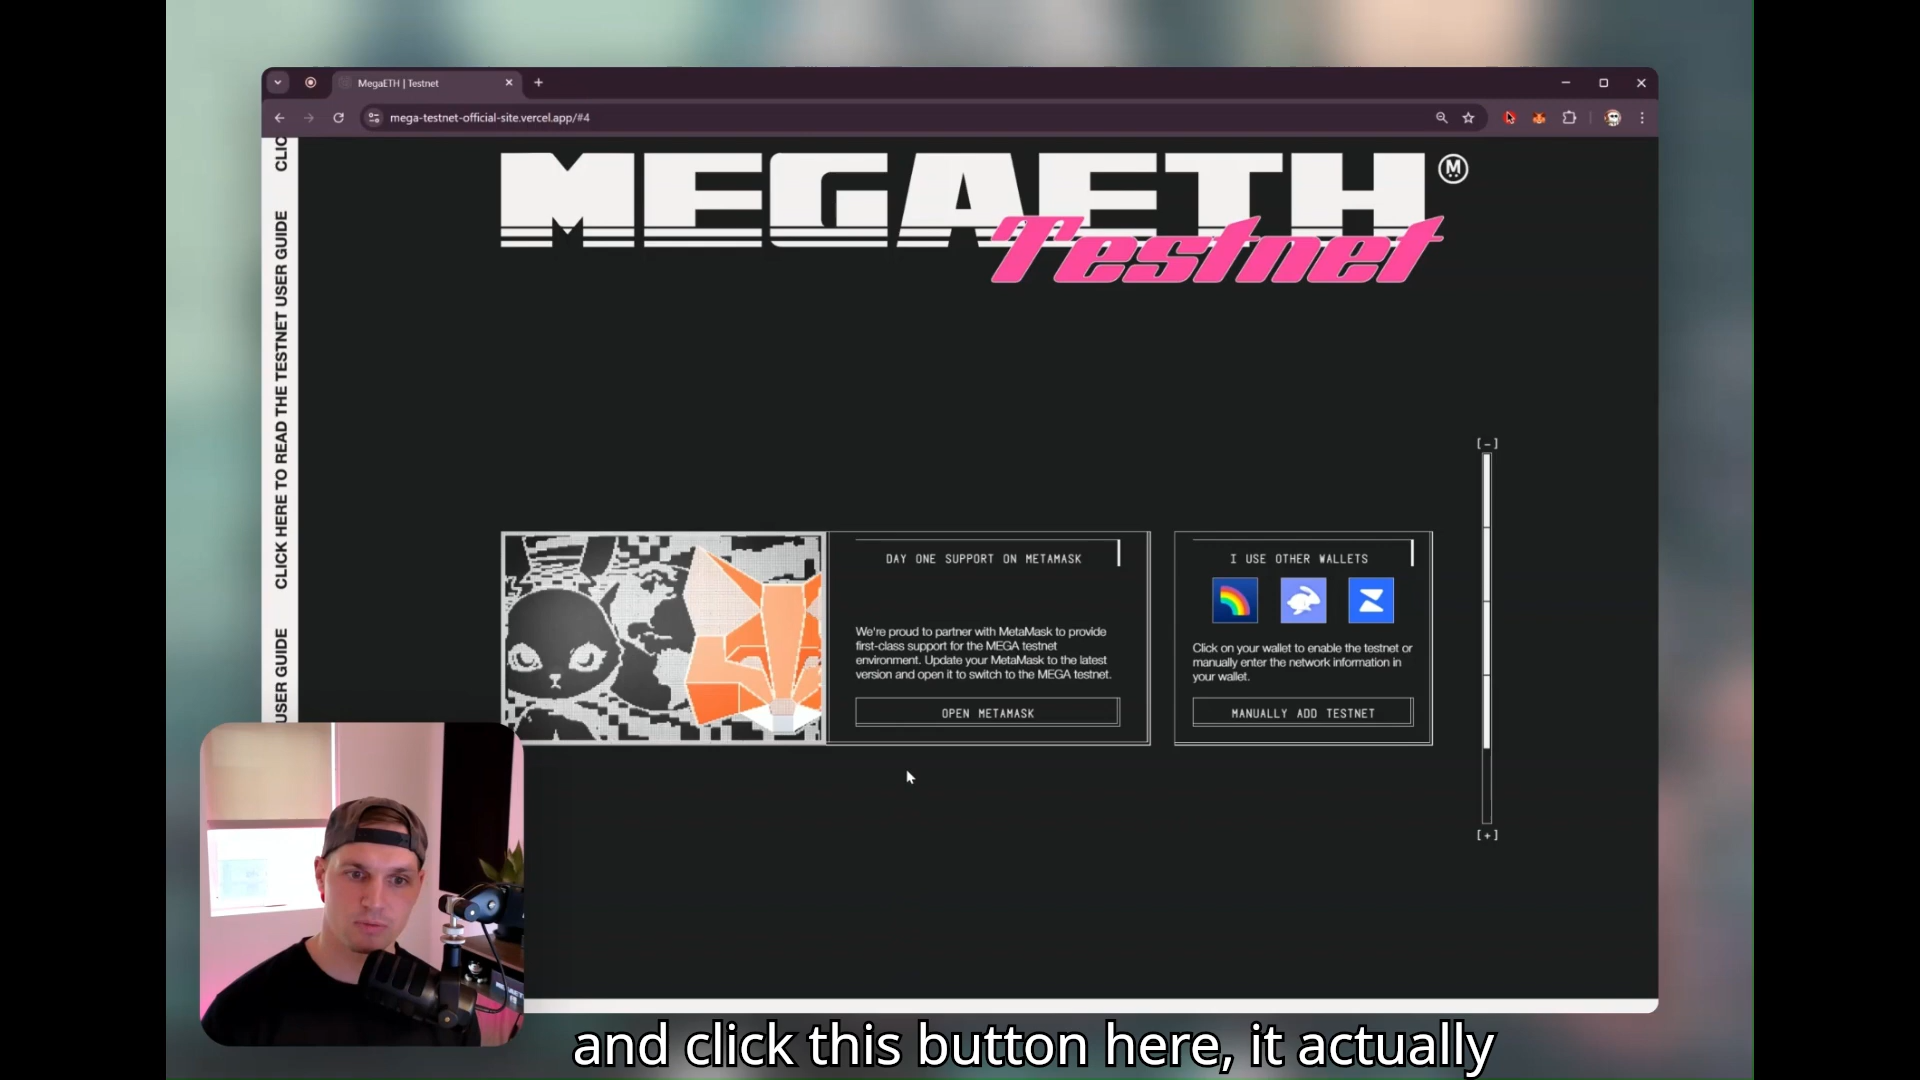 MegaETH | Testnet
mega-testnet-official-site.vercel.app/#4
CLIC
CLICK HERE TO READ THE TESTNET USER GUIDE
USER GUIDE
MEGAETH
M
Testnet
[-]
DAY ONE SUPPORT ON METAMASK
We're proud to partner with MetaMask to provide
first-class support for the MEGA testnet
environment. Update your MetaMask to the latest
version and open it to switch to the MEGA testnet.
OPEN METAMASK
I USE OTHER WALLETS
Click on your wallet to enable the testnet or
manually enter the network information in
your wallet.
MANUALLY ADD TESTNET
[+]
and click this button here, it actually